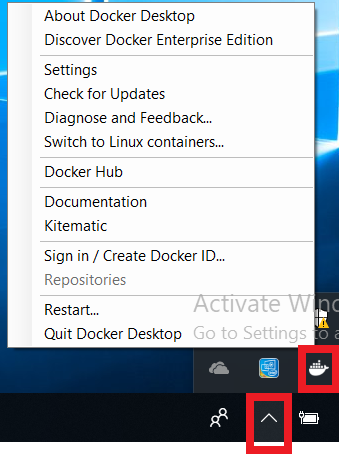 About Docker Desktop
Discover Docker Enterprise Edition
Settings
Check for Updates
Diagnose and Feedback...
Switch to Linux containers...
Docker Hub
Documentation
Kitematic
Sign in / Create Docker ID...
Repositories
Restart...
Quit Docker Desktop
Activate Wind
Go to Settings to a